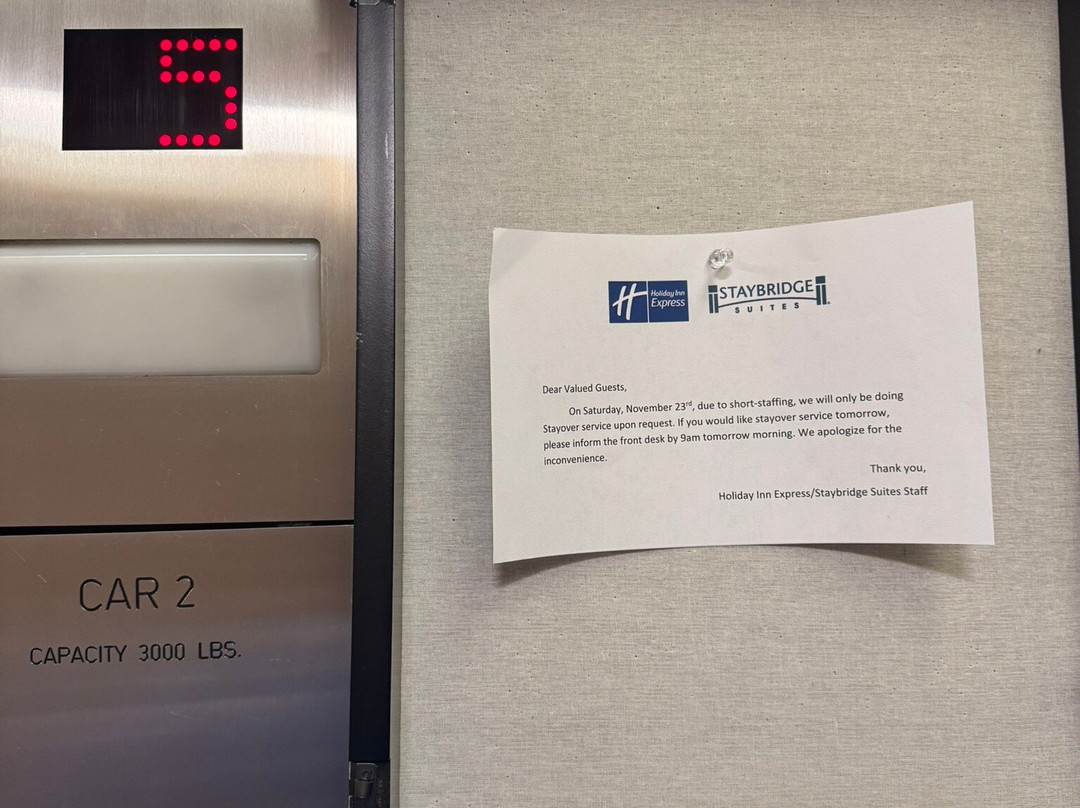 5
CAR 2
CAPACITY 3000 LBS.
H Holiday Inn
Express
STAYBRIDGE
SUITES®
Dear Valued Guests,
On Saturday, November 23rd, due to short-staffing, we will only be doing
Stayover service upon request. If you would like stayover service tomorrow,
please inform the front desk by 9am tomorrow morning. We apologize for the
inconvenience.
Thank you,
Holiday Inn Express/Staybridge Suites Staff